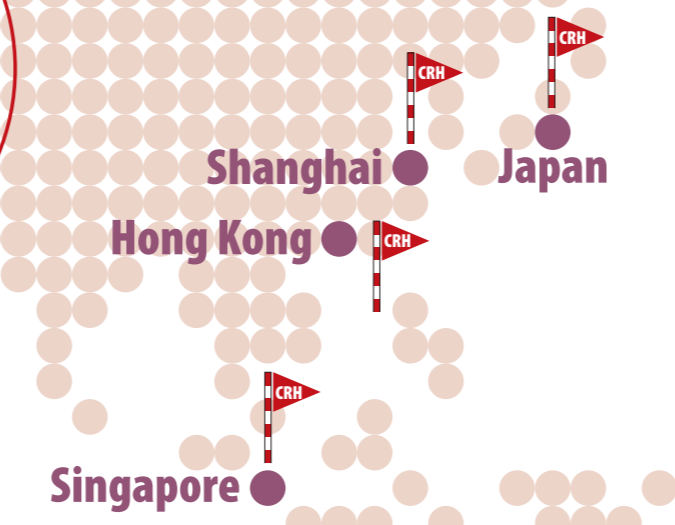 CRH
CRH
Shanghai
Japan
Hong Kong
CRH
CRH
Singapore